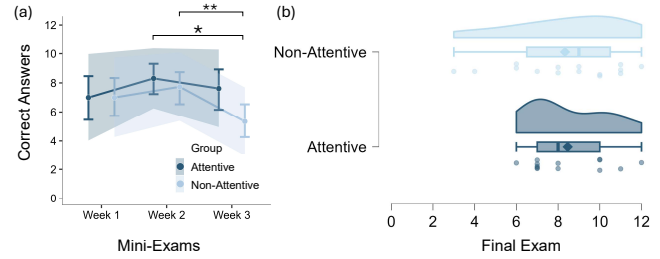 (a)
**
*
Correct Answers
12
10
8
6
4
2
0
Group
Attentive
Non-Attentive
Week 1 Week 2 Week 3
Mini-Exams
(b)
Non-Attentive
Attentive
0 2 4 6 8 10 12
Final Exam